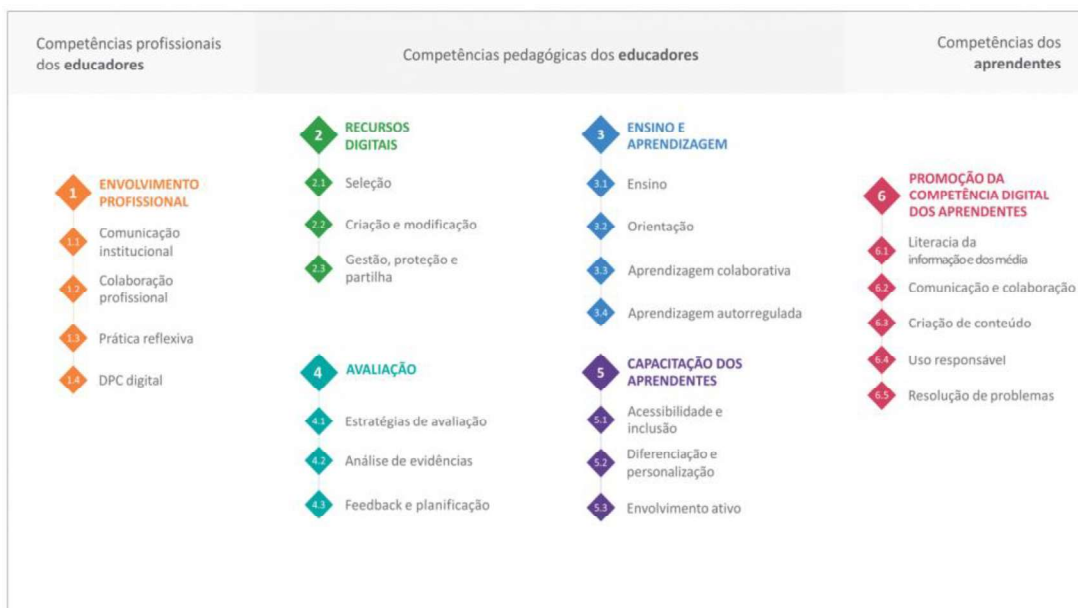 Competências profissionais
dos educadores
Competências pedagógicas dos educadores
Competências dos
aprendentes
1
ENVOLVIMENTO
PROFISSIONAL
1.1
Comunicação
institucional
1.2
Colaboração
profissional
1.3
Prática reflexiva
1.4
DPC digital
2
RECURSOS
DIGITAIS
2.1
Seleção
2.2
Criação e modificação
2.3
Gestão, proteção e
partilha
3
ENSINO E
APRENDIZAGEM
3.1
Ensino
3.2
Orientação
3.3
Aprendizagem colaborativa
3.4
Aprendizagem autorregulada
4
AVALIAÇÃO
4.1
Estratégias de avaliação
4.2
Análise de evidências
4.3
Feedback e planificação
5
CAPACITAÇÃO DOS
APRENDENTES
5.1
Acessibilidade e
inclusão
5.2
Diferenciação e
personalização
5.3
Envolvimento ativo
6
PROMOÇÃO DA
COMPETÊNCIA DIGITAL
DOS APRENDENTES
6.1
Literacia da
informação e dos média
6.2
Comunicação e colaboração
6.3
Criação de conteúdo
6.4
Uso responsável
6.5
Resolução de problemas